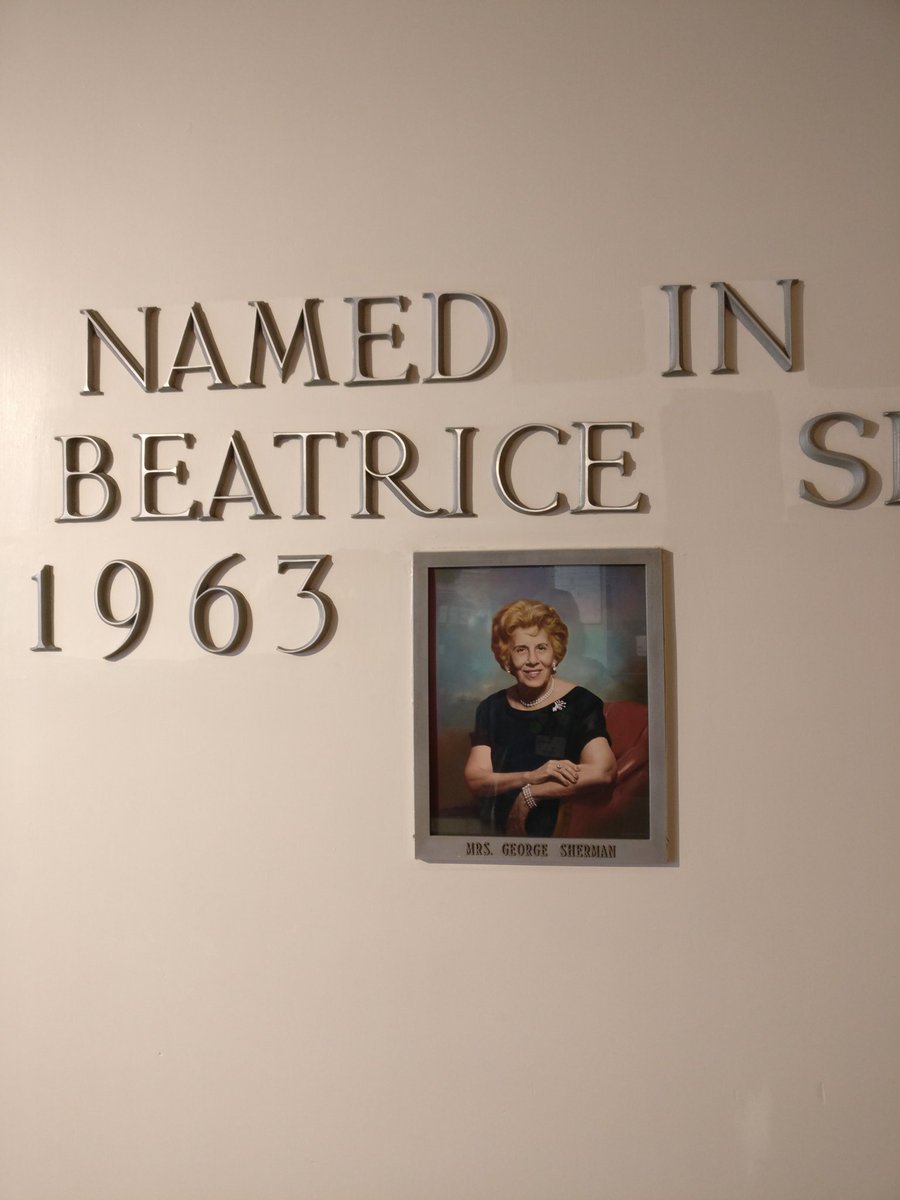 NAMED IN
BEATRICE
1963
MRS. GEORGE SHERMAN